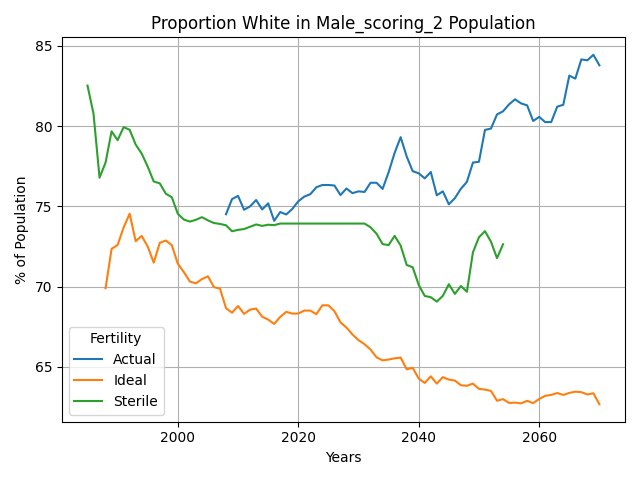 Proportion White in Male_scoring_2 Population
85
80
75
70
65
% of Population
Fertility
Actual
Ideal
Sterile
2000
2020
2040
2060
Years